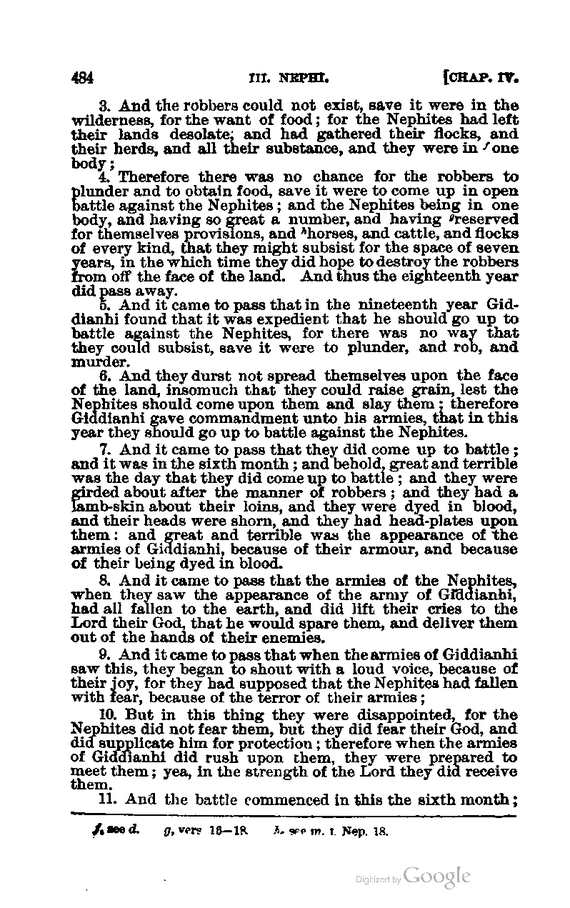 484 III. NEPHI. [CHAP. IV.
3. And the robbers could not exist, save it were in the
wilderness, for the want of food; for the Nephites had left
their lands desolate; and had gathered their flocks, and
their herds, and all their substance, and they were in f one
body;
4. Therefore there was no chance for the robbers to
plunder and to obtain food, save it were to come up in open
battle against the Nephites; and the Nephites being in one
body, and having so great a number, and having g reserved
for themselves provisions, and h horses, and cattle, and flocks
of every kind, that they might subsist for the space of seven
years, in the which time they did hope to destroy the robbers
from off the face of the land. And thus the eighteenth year
did pass away.
5. And it came to pass that in the nineteenth year Gid-
dianhi found that it was expedient that he should go up to
battle against the Nephites, for there was no way that
they could subsist, save it were to plunder, and rob, and
murder.
6. And they durst not spread themselves upon the face
of the land, insomuch that they could raise grain, lest the
Nephites should come upon them and slay them; therefore
Giddianhi gave commandment unto his armies, that in this
year they should go up to battle against the Nephites.
7. And it came to pass that they did come up to battle;
and it was in the sixth month; and behold, great and terrible
was the day that they did come up to battle; and they were
girded about after the manner of robbers; and they had a
lamb-skin about their loins, and they were dyed in blood,
and their heads were shorn, and they had head-plates upon
them: and great and terrible was the appearance of the
armies of Giddianhi, because of their armour, and because
of their being dyed in blood.
8. And it came to pass that the armies of the Nephites,
when they saw the appearance of the army of Giddianhi,
had all fallen to the earth, and did lift their cries to the
Lord their God, that he would spare them, and deliver them
out of the hands of their enemies.
9. And it came to pass that when the armies of Giddianhi
saw this, they began to shout with a loud voice, because of
their joy, for they had supposed that the Nephites had fallen
with fear, because of the terror of their armies;
10. But in this thing they were disappointed, for the
Nephites did not fear them, but they did fear their God, and
did supplicate him for protection; therefore when the armies
of Giddianhi did rush upon them, they were prepared to
meet them; yea, in the strength of the Lord they did receive
them.
11. And the battle commenced in this the sixth month;
f, see d. g, vers 16—18. h, see m. I. Nep. 18.
Digitized by Google